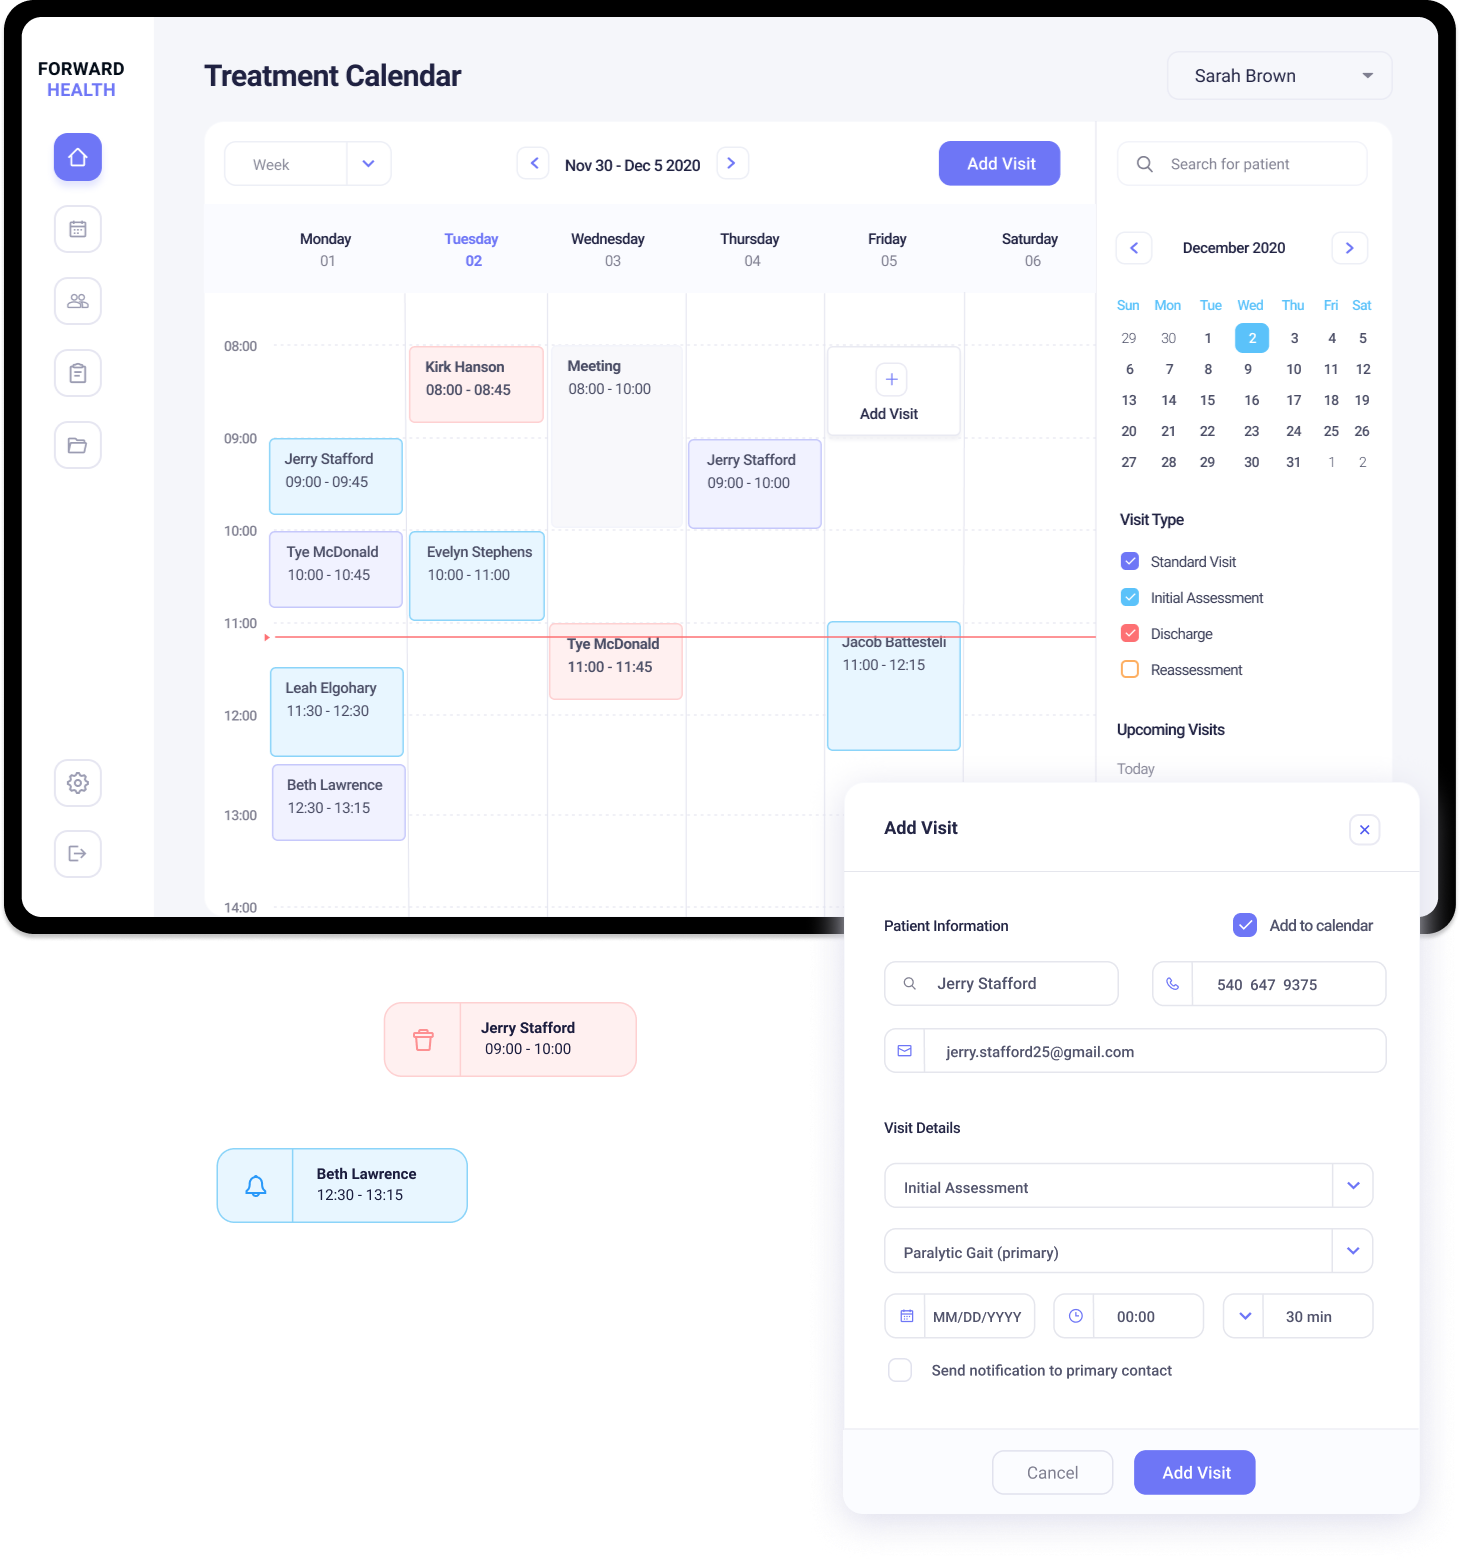 FORWARD
HEALTH
Treatment Calendar
Sarah Brown
Week
Nov 30 - Dec 5 2020
Add Visit
Search for patient
Monday Tuesday Wednesday Thursday Friday Saturday
01 02 03 04 05 06
08:00
09:00
10:00
11:00
12:00
13:00
14:00
Jerry Stafford
09:00 - 09:45
Tye McDonald
10:00 - 10:45
Leah Elgohary
11:30 - 12:30
Beth Lawrence
12:30 - 13:15
Kirk Hanson
08:00 - 08:45
Evelyn Stephens
10:00 - 11:00
Meeting
08:00 - 10:00
Tye McDonald
11:00 - 11:45
Jerry Stafford
09:00 - 10:00
Add Visit
Jacob Battesteli
11:00 - 12:15
December 2020
Sun Mon Tue Wed Thu Fri Sat
29 30 1 2 3 4 5
6 7 8 9 10 11 12
13 14 15 16 17 18 19
20 21 22 23 24 25 26
27 28 29 30 31 1 2
Visit Type
Standard Visit
Initial Assessment
Discharge
Reassessment
Upcoming Visits
Today
Add Visit
Patient Information
Add to calendar
Jerry Stafford
540 647 9375
jerry.stafford25@gmail.com
Visit Details
Initial Assessment
Paralytic Gait (primary)
MM/DD/YYYY
00:00
30 min
Send notification to primary contact
Cancel
Add Visit
Jerry Stafford
09:00 - 10:00
Beth Lawrence
12:30 - 13:15